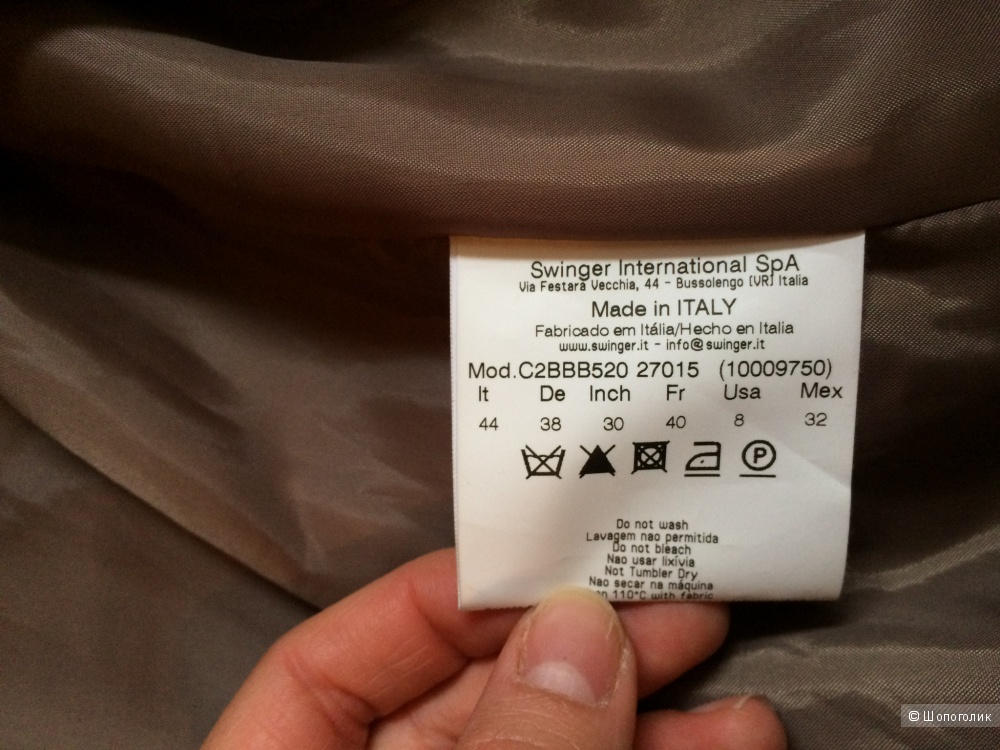 Swinger International SpA
Via Festara Vecchia, 44 - Bussolengo (VR) Italia
Made in ITALY
Fabricado em Itália/Hecho en Italia
www.swinger.it - info@swinger.it
Mod.C2BBB520 27015 (10009750)
It De Inch Fr Usa Mex
44 38 30 40 8 32
P
Do not wash
Lavagem nao permitida
Do not bleach
Nao usar lixívia
Not Tumbler Dry
Nao secar na máquina
110°C with fabric
© Шопоголик